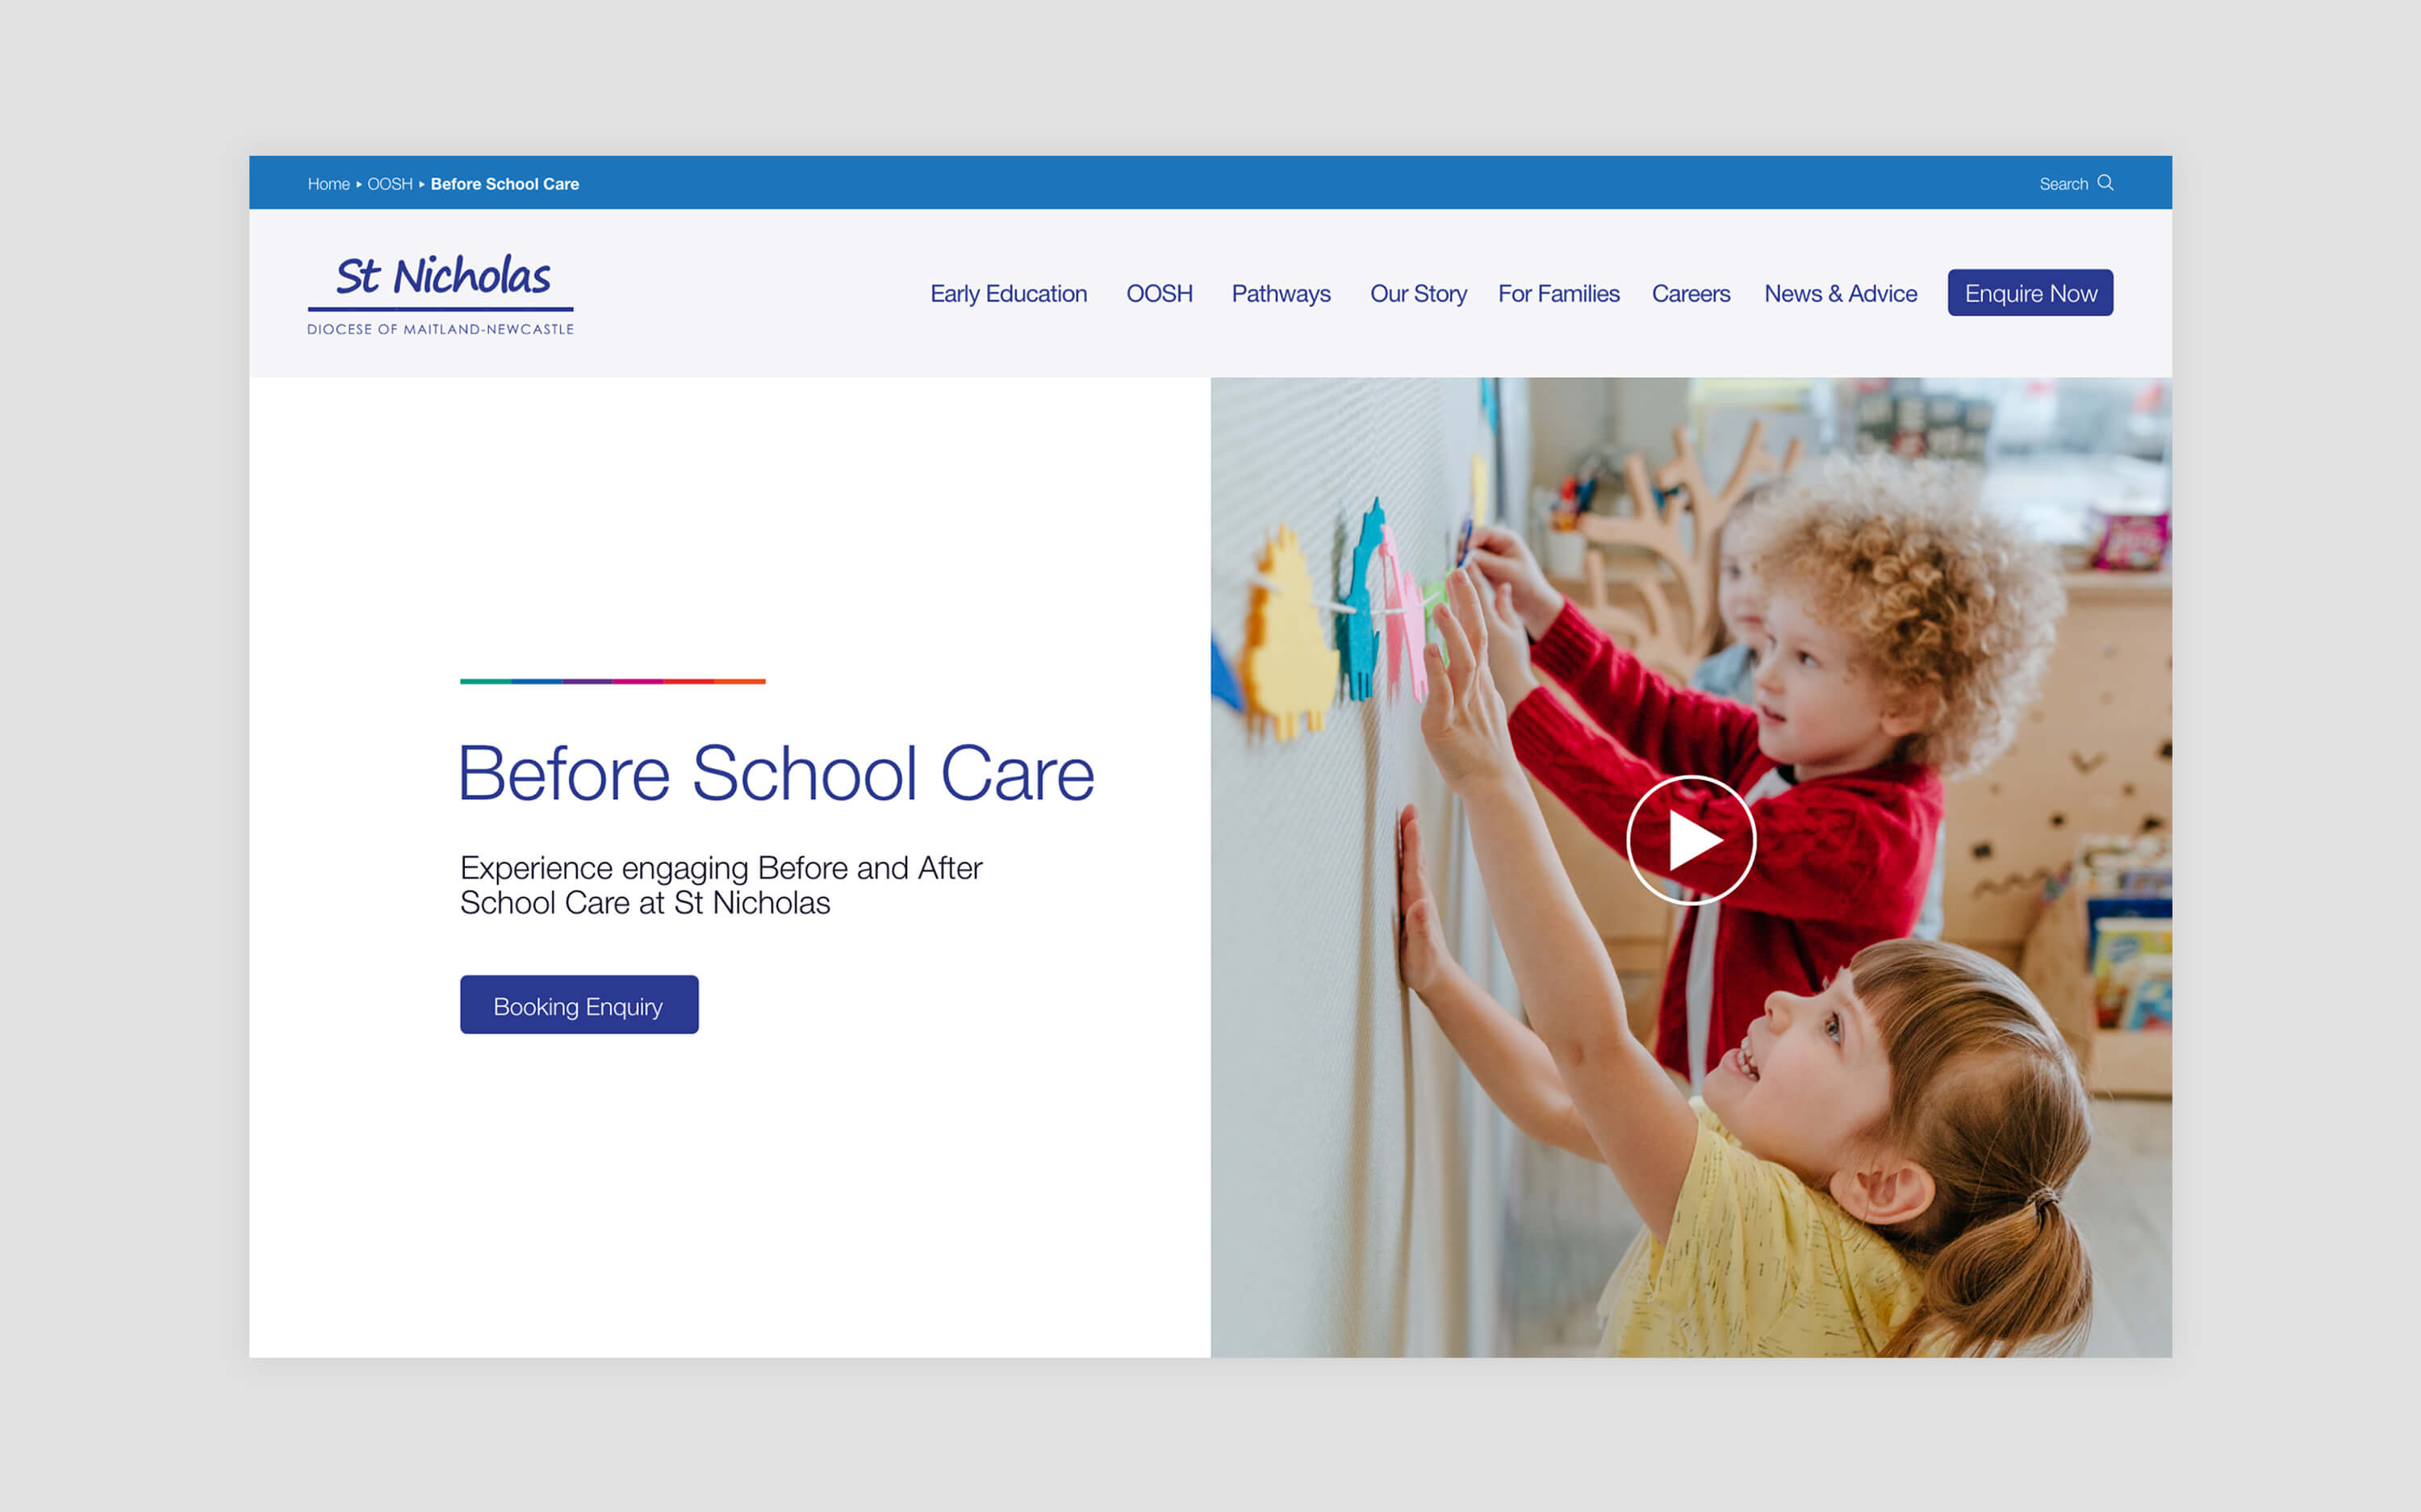 Home ▸ OOSH ▸ Before School Care
Search
St Nicholas
DIOCESE OF MAITLAND-NEWCASTLE
Early Education OOSH Pathways Our Story For Families Careers News & Advice Enquire Now
Before School Care
Experience engaging Before and After
School Care at St Nicholas
Booking Enquiry